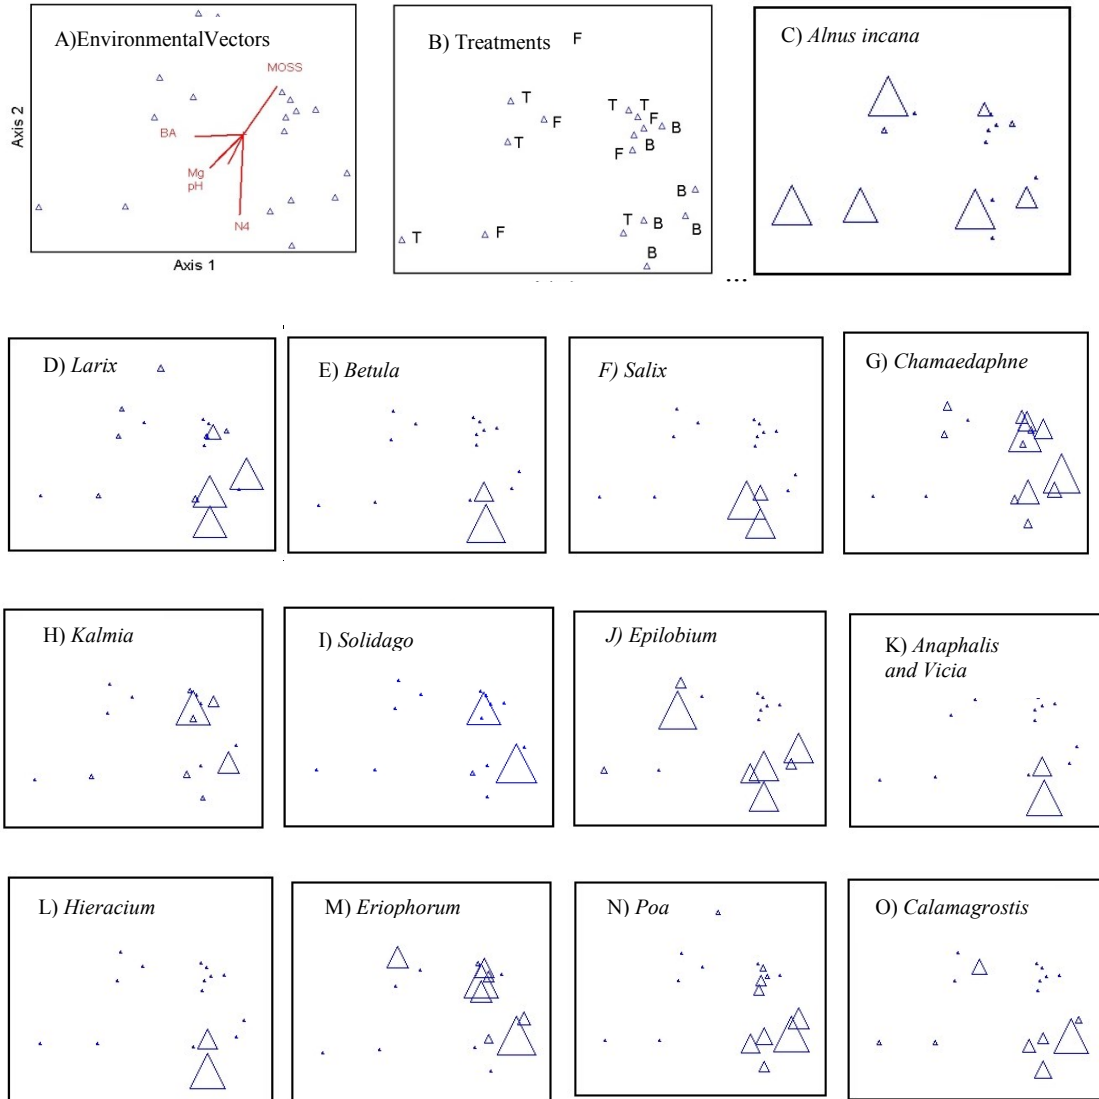 A)EnvironmentalVectors
MOSS
BA
Mg
pH
N4
Axis 2
Axis 1
B) Treatments
F
T
F
T
T
T
F
B
B
F
B
T
B
B
T
F
B
...
C) Alnus incana
D) Larix
E) Betula
F) Salix
G) Chamaedaphne
H) Kalmia
I) Solidago
J) Epilobium
K) Anaphalis
and Vicia
L) Hieracium
M) Eriophorum
N) Poa
O) Calamagrostis